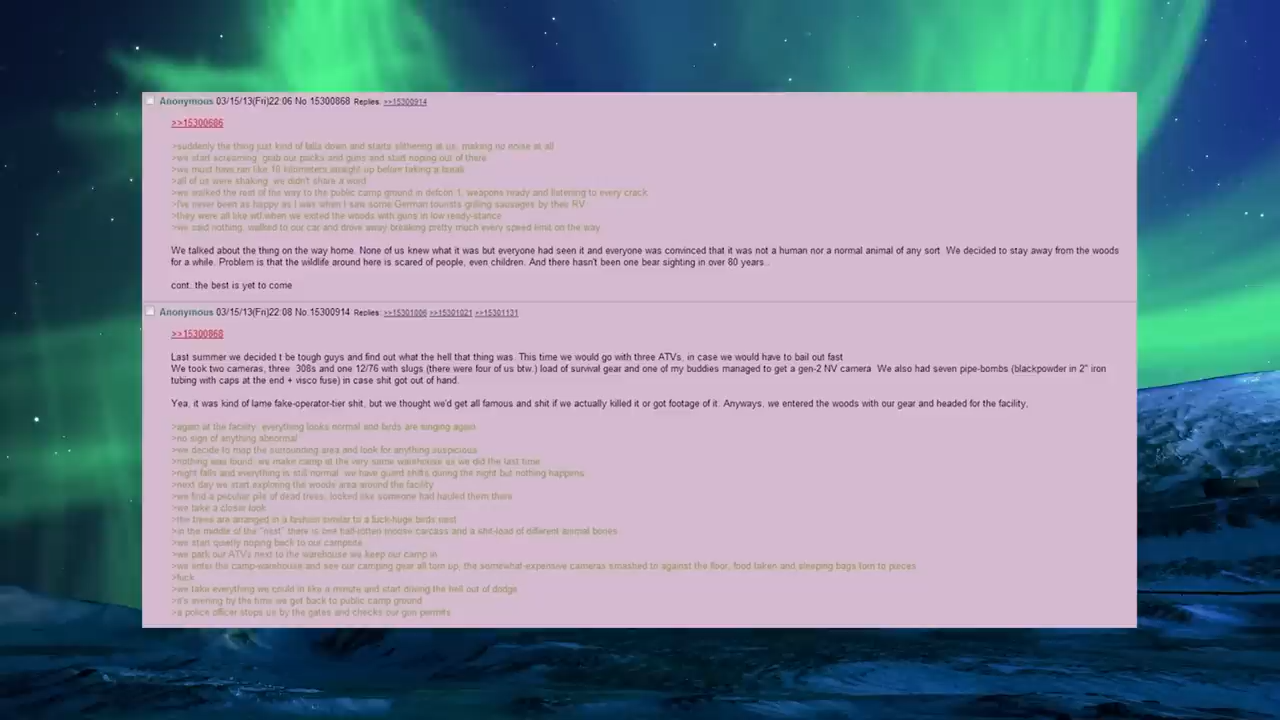 Anonymous 03/15/13(Fri)22:06 No.15300868 Replies: >>15300914
>>15300686
>suddenly the thing just kind of falls down and starts slithering at us, making no noise at all
>we start screaming, grab our packs and guns and start noping out of there
>we must have ran like 10 kilometers straight up before taking a break
>all of us were shaking, we didn't share a word
>we walked the rest of the way to the public camp ground in defcon 1, weapons ready and listening to every crack
>I've never been as happy as I was when I saw some German tourists grilling sausages by their RV
>they were all like wtf when we exited the woods with guns in low ready-stance
>we said nothing, walked to our car and drove away breaking pretty much every speed limit on the way
We talked about the thing on the way home. None of us knew what it was but everyone had seen it and everyone was convinced that it was not a human nor a normal animal of any sort. We decided to stay away from the woods
for a while. Problem is that the wildlife around here is scared of people, even children. And there hasn't been one bear sighting in over 80 years..
cont. the best is yet to come
Anonymous 03/15/13(Fri)22:08 No.15300914 Replies: >>15301006 >>15301021 >>15301131
>>15300868
Last summer we decided t be tough guys and find out what the hell that thing was. This time we would go with three ATVs, in case we would have to bail out fast
We took two cameras, three .308s and one 12/76 with slugs (there were four of us btw.) load of survival gear and one of my buddies managed to get a gen-2 NV camera. We also had seven pipe-bombs (blackpowder in 2" iron
tubing with caps at the end + visco fuse) in case shit got out of hand.
Yea, it was kind of lame fake-operator-tier shit, but we thought we'd get all famous and shit if we actually killed it or got footage of it. Anyways, we entered the woods with our gear and headed for the facility,
>again at the facility, everything looks normal and birds are singing again
>no sign of anything abnormal
>we decide to map the surrounding area and look for anything suspicious
>nothing was found, we make camp at the very same warehouse as we did the last time
>night falls and everything is still normal, we have guard shifts during the night but nothing happens
>next day we start exploring the woods area around the facility
>we find a peculiar pile of dead trees, looked like someone had hauled them there
>we take a closer look
>the trees are arranged in a fashion similar to a fuck-huge birds nest
>in the middle of the "nest" there is one half-rotten moose carcass and a shit-load of different animal bones
>we start quietly noping back to our campsite
>we park our ATVs next to the warehouse we keep our camp in
>we enter the camp-warehouse and see our camping gear all torn up, the somewhat-expensive cameras smashed to against the floor, food taken and sleeping bags torn to pieces
>fuck
>we take everything we could in like a minute and start driving the hell out of dodge
>it's evening by the time we get back to public camp ground
>a police officer stops us by the gates and checks our gun permits